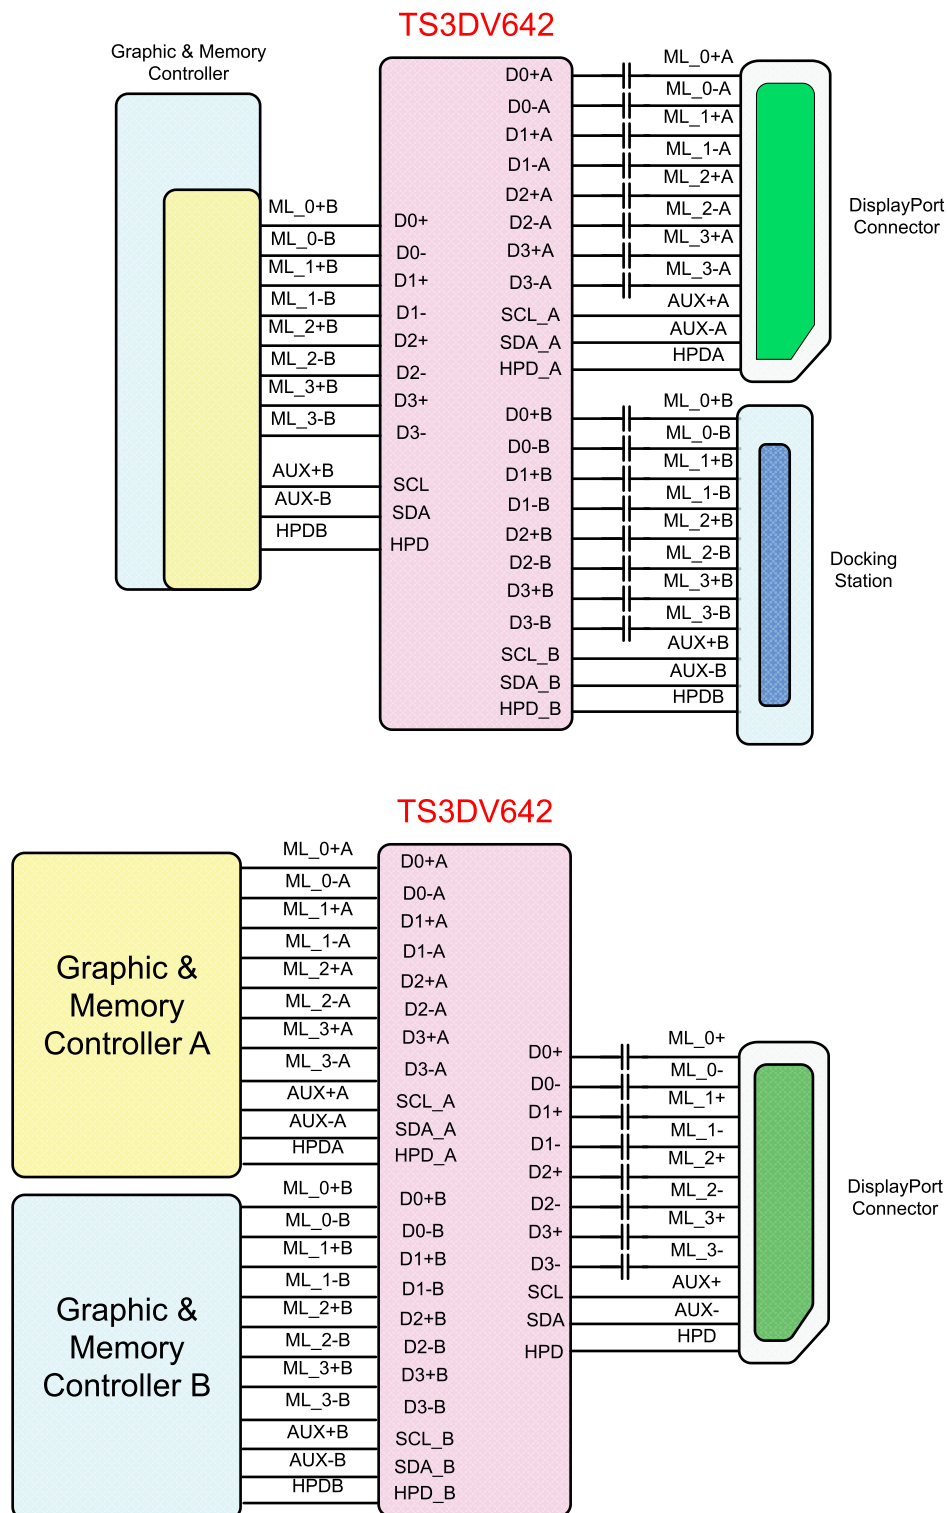 TS3DV642
Graphic & Memory
Controller
ML_0+B
ML_0-B
ML_1+B
ML_1-B
ML_2+B
ML_2-B
ML_3+B
ML_3-B
AUX+B
AUX-B
HPDB
D0+
D0-
D1+
D1-
D2+
D2-
D3+
D3-
SCL
SDA
HPD
D0+A
D0-A
D1+A
D1-A
D2+A
D2-A
D3+A
D3-A
SCL_A
SDA_A
HPD_A
D0+B
D0-B
D1+B
D1-B
D2+B
D2-B
D3+B
D3-B
SCL_B
SDA_B
HPD_B
ML_0+A
ML_0-A
ML_1+A
ML_1-A
ML_2+A
ML_2-A
ML_3+A
ML_3-A
AUX+A
AUX-A
HPDA
DisplayPort
Connector
ML_0+B
ML_0-B
ML_1+B
ML_1-B
ML_2+B
ML_2-B
ML_3+B
ML_3-B
AUX+B
AUX-B
HPDB
Docking
Station
TS3DV642
Graphic &
Memory
Controller A
ML_0+A
ML_0-A
ML_1+A
ML_1-A
ML_2+A
ML_2-A
ML_3+A
ML_3-A
AUX+A
AUX-A
HPDA
D0+A
D0-A
D1+A
D1-A
D2+A
D2-A
D3+A
D3-A
SCL_A
SDA_A
HPD_A
Graphic &
Memory
Controller B
ML_0+B
ML_0-B
ML_1+B
ML_1-B
ML_2+B
ML_2-B
ML_3+B
ML_3-B
AUX+B
AUX-B
HPDB
D0+B
D0-B
D1+B
D1-B
D2+B
D2-B
D3+B
D3-B
SCL_B
SDA_B
HPD_B
D0+
D0-
D1+
D1-
D2+
D2-
D3+
D3-
SCL
SDA
HPD
ML_0+
ML_0-
ML_1+
ML_1-
ML_2+
ML_2-
ML_3+
ML_3-
AUX+
AUX-
HPD
DisplayPort
Connector